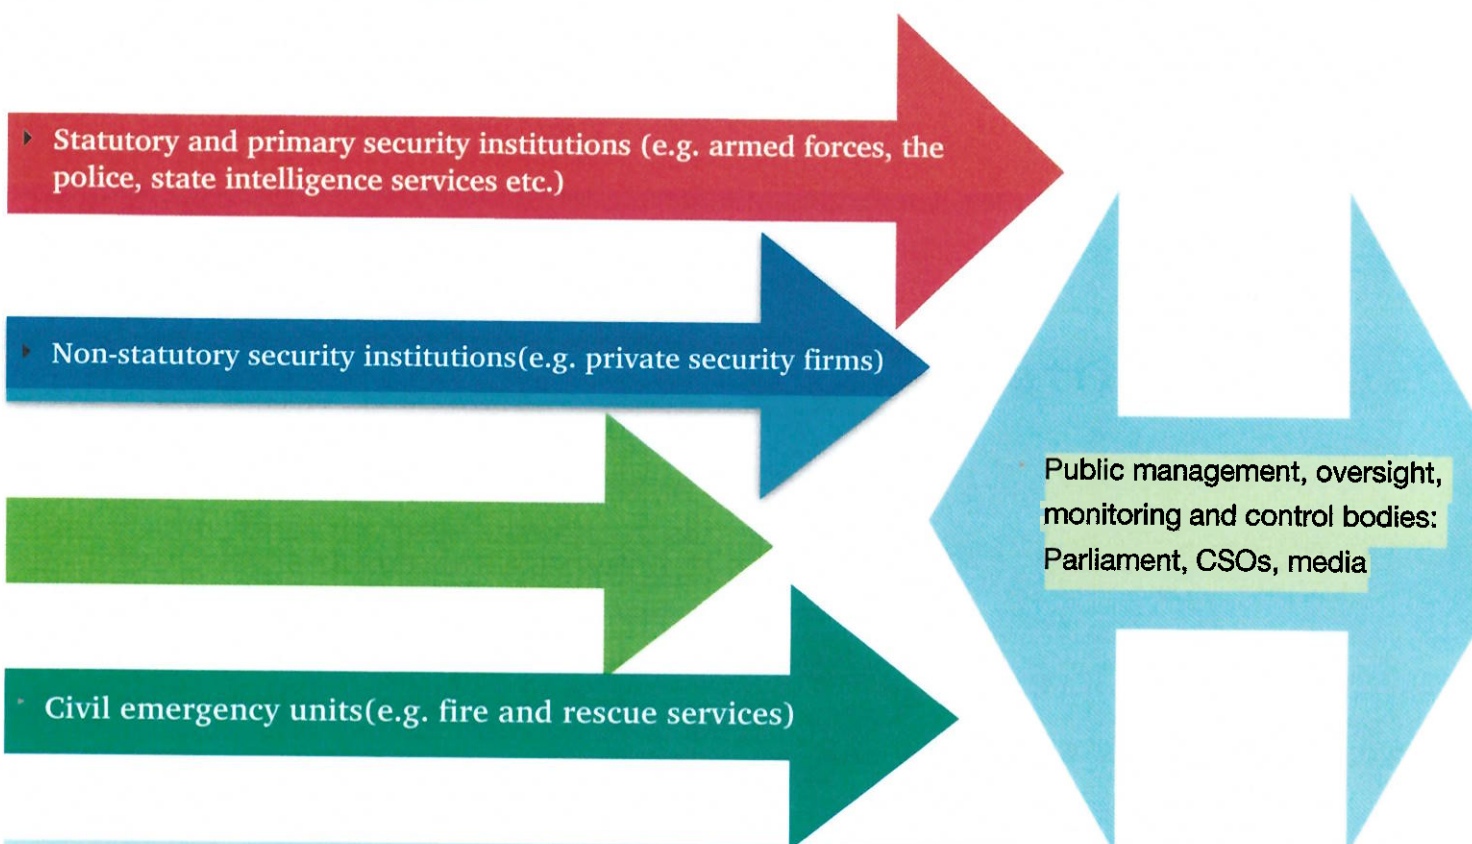 Statutory and primary security institutions (e.g. armed forces, the
police, state intelligence services etc.)
Non-statutory security institutions(e.g. private security firms)
Public management, oversight,
monitoring and control bodies:
Parliament, CSOs, media
Civil emergency units(e.g. fire and rescue services)